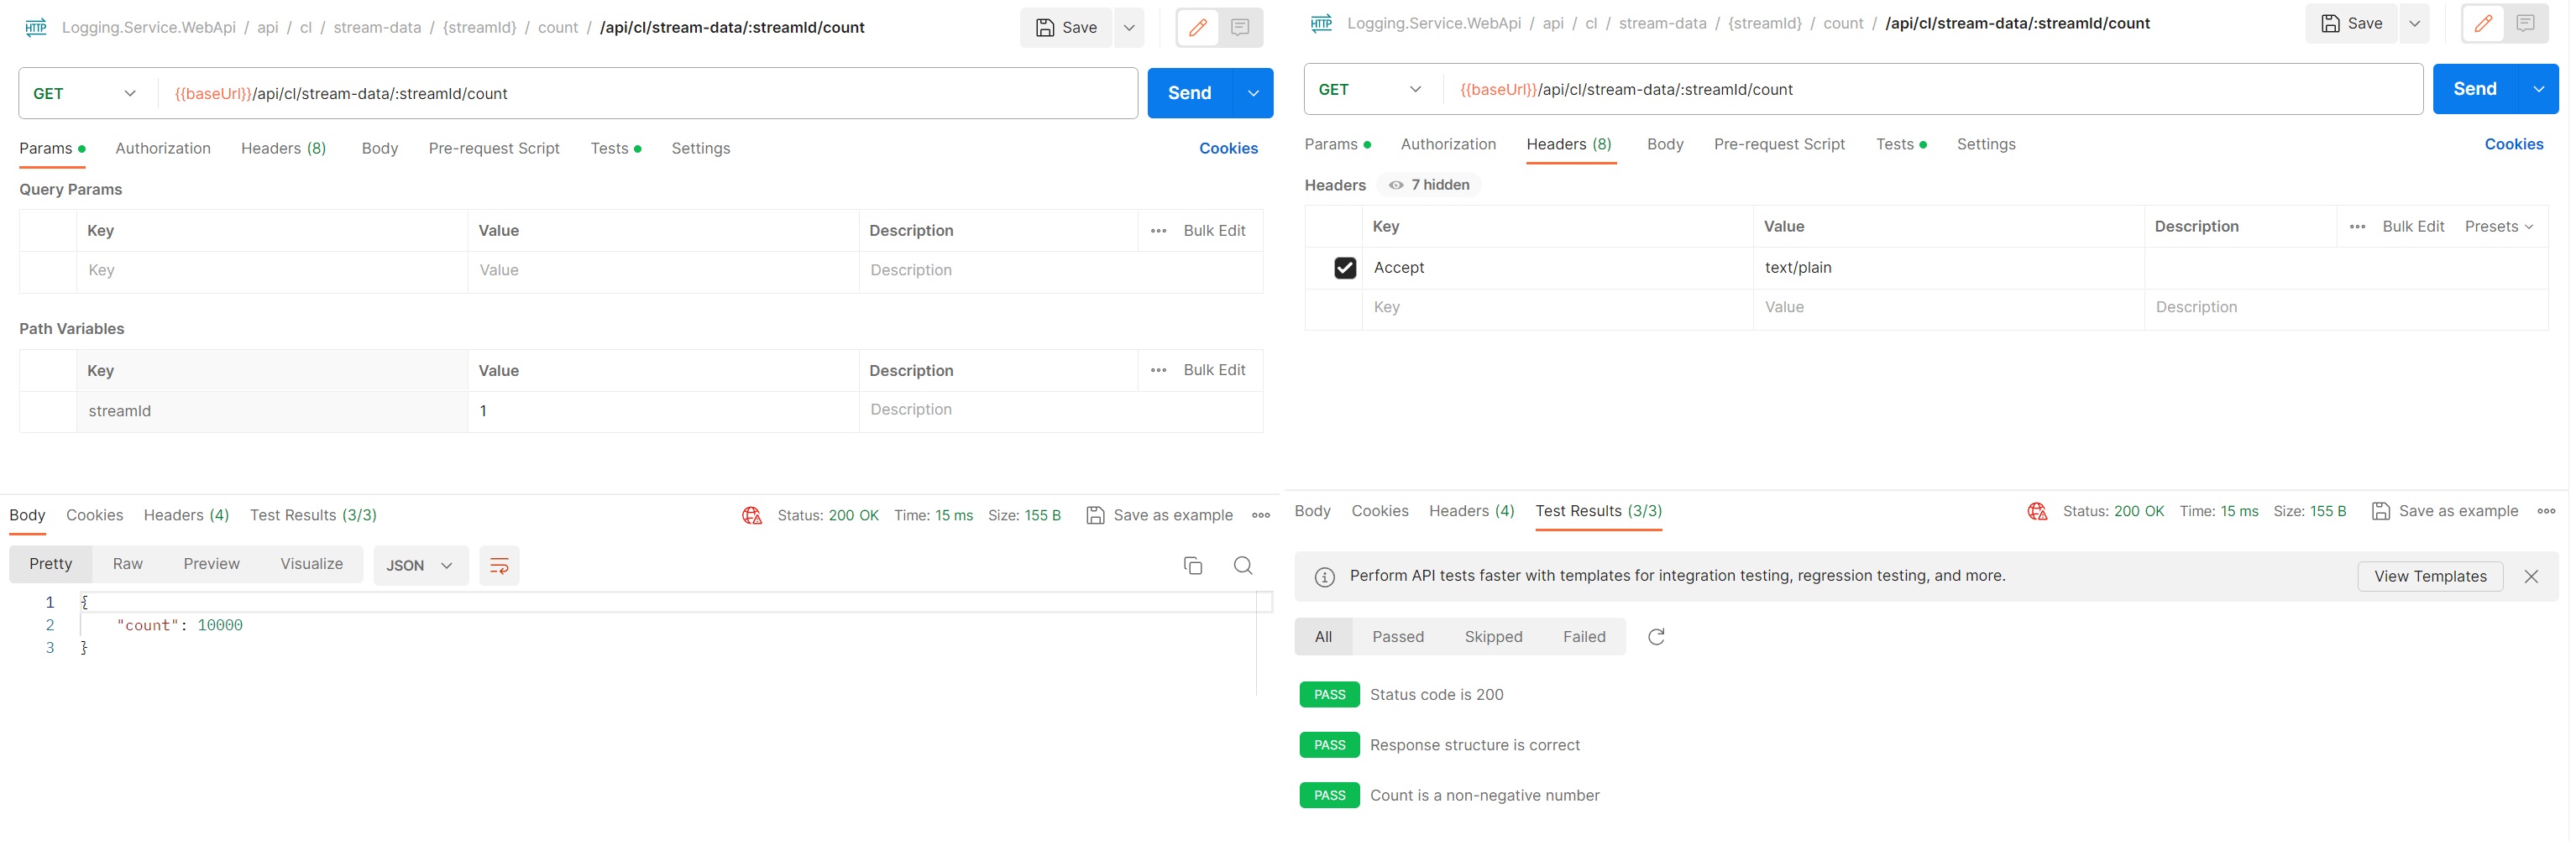 HTTP Logging.Service.WebApi / api / cl / stream-data / {streamId} / count / /api/cl/stream-data/:streamId/count Save
GET {{baseUrl}}/api/cl/stream-data/:streamId/count Send
Params Authorization Headers (8) Body Pre-request Script Tests Settings Cookies
Query Params
Key Value Description Bulk Edit
Key Value Description
Path Variables
Key Value Description Bulk Edit
streamId 1 Description
Body Cookies Headers (4) Test Results (3/3) Status: 200 OK Time: 15 ms Size: 155 B Save as example
Pretty Raw Preview Visualize JSON
1 {
2 "count": 10000
3 }
HTTP Logging.Service.WebApi / api / cl / stream-data / {streamId} / count / /api/cl/stream-data/:streamId/count Save
GET {{baseUrl}}/api/cl/stream-data/:streamId/count Send
Params Authorization Headers (8) Body Pre-request Script Tests Settings Cookies
Headers 7 hidden
Key Value Description Bulk Edit Presets
Accept text/plain
Key Value Description
Body Cookies Headers (4) Test Results (3/3) Status: 200 OK Time: 15 ms Size: 155 B Save as example
Perform API tests faster with templates for integration testing, regression testing, and more. View Templates
All Passed Skipped Failed
PASS Status code is 200
PASS Response structure is correct
PASS Count is a non-negative number